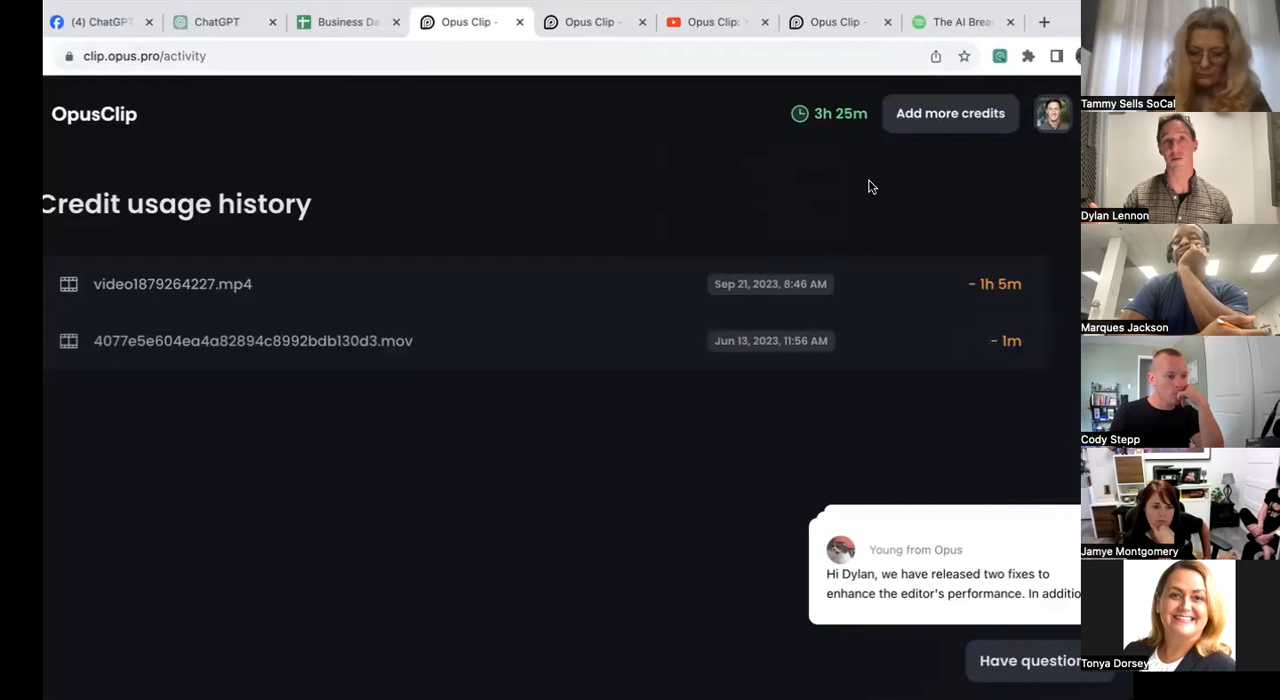 (4) ChatGPT
ChatGPT
Business Da
Opus Clip -
Opus Clip -
Opus Clip: Y
Opus Clip -
The AI Brea
clip.opus.pro/activity
OpusClip
3h 25m
Add more credits
Credit usage history
video1879264227.mp4
Sep 21, 2023, 8:46 AM
- 1h 5m
4077e5e604ea4a82894c8992bdb130d3.mov
Jun 13, 2023, 11:56 AM
- 1m
Young from Opus
Hi Dylan, we have released two fixes to
enhance the editor's performance. In additio
Have question
Tammy Sells SoCal
Dylan Lennon
Marques Jackson
Cody Stepp
Jamye Montgomery
Tonya Dorsey